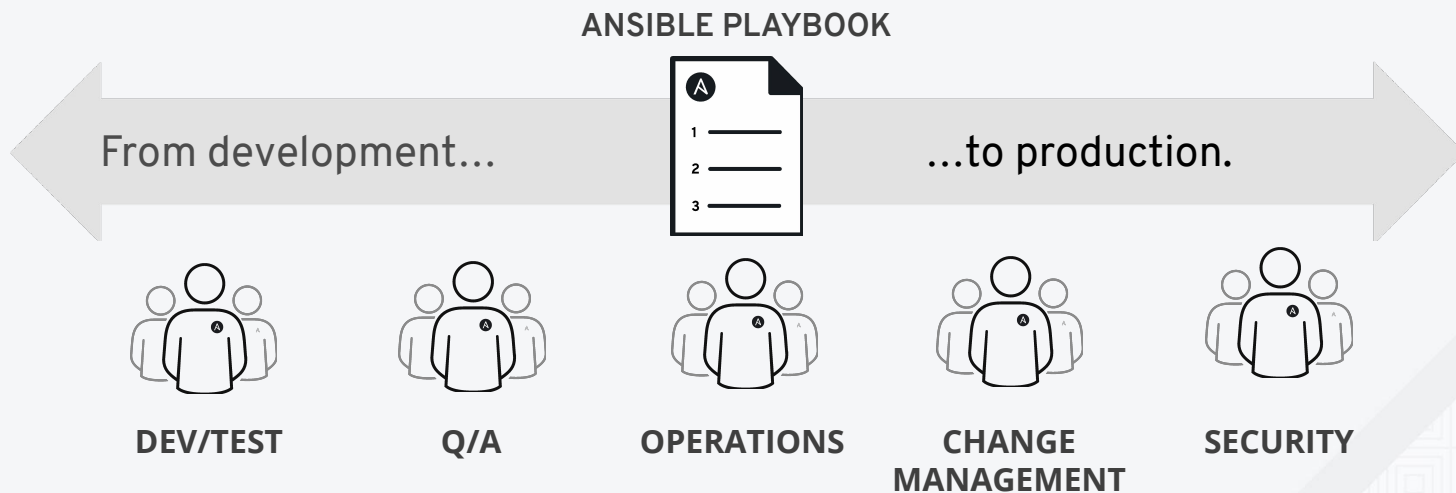 ANSIBLE PLAYBOOK
From development...
...to production.
1
2
3
DEV/TEST
Q/A
OPERATIONS
CHANGE
MANAGEMENT
SECURITY